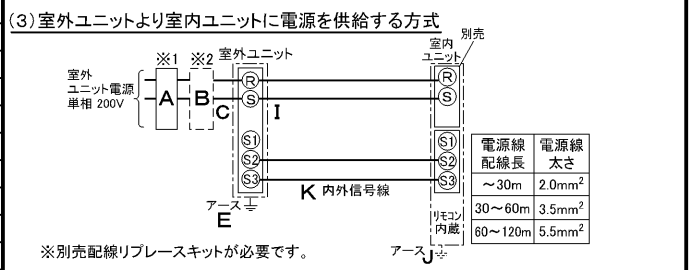 (3)室外ユニットより室内ユニットに電源を供給する方式
※1 ※2 室外ユニット
室内
ユニット
別売
室外
ユニット電源
単相 200V
A B C I
R R
S S
S1 S1
S2 S2
S3 S3
K 内外信号線
アース
E
リモコン
内蔵
アース J
電源線
配線長
電源線
太さ
～30m 2.0mm²
30～60m 3.5mm²
60～120m 5.5mm²
※別売配線リプレースキットが必要です。